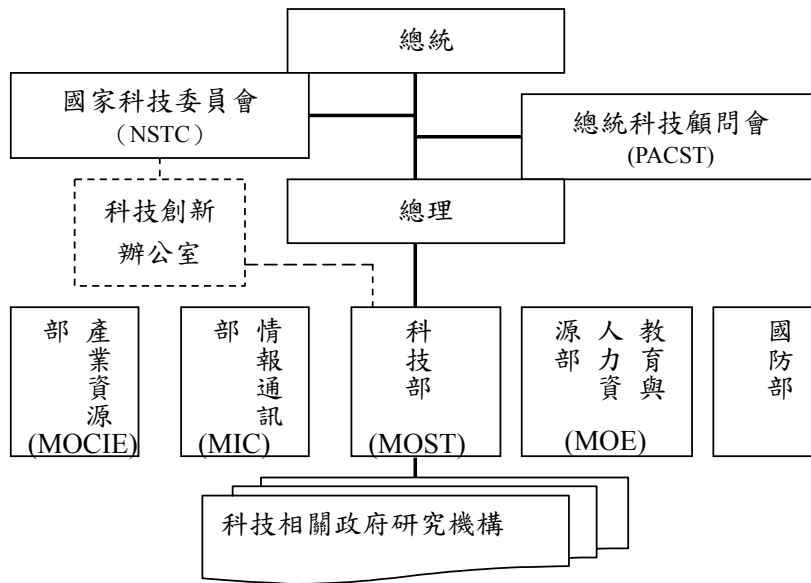 總統
國家科技委員會
（NSTC）
總統科技顧問會
(PACST)
科技創新
辦公室
總理
產業資源
部
(MOCIE)
情報通訊
部
(MIC)
科技部
(MOST)
教育與
人力資
源部
(MOE)
國防部
科技相關政府研究機構